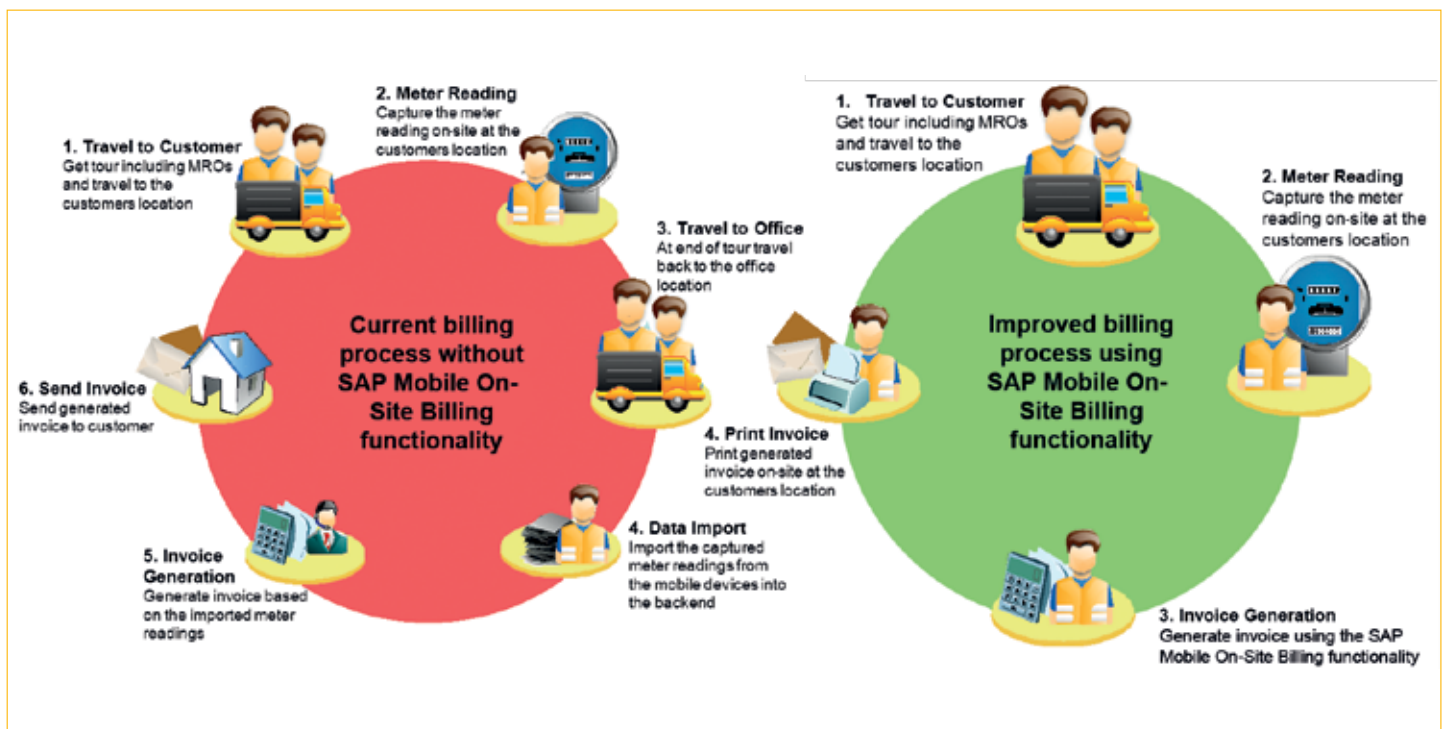 1. Travel to Customer
Get tour including MROs
and travel to the
customers location
2. Meter Reading
Capture the meter
reading on-site at the
customers location
3. Travel to Office
At end of tour travel
back to the office
location
4. Data Import
Import the captured
meter readings from
the mobile devices into
the backend
5. Invoice
Generation
Generate invoice based
on the imported meter
readings
6. Send Invoice
Send generated
invoice to customer
Current billing
process without
SAP Mobile On-
Site Billing
functionality
1. Travel to Customer
Get tour including MROs
and travel to the
customers location
2. Meter Reading
Capture the meter
reading on-site at the
customers location
3. Invoice Generation
Generate invoice using the SAP
Mobile On-Site Billing functionality
4. Print Invoice
Print generated
invoice on-site at the
customers location
Improved billing
process using
SAP Mobile On-
Site Billing
functionality